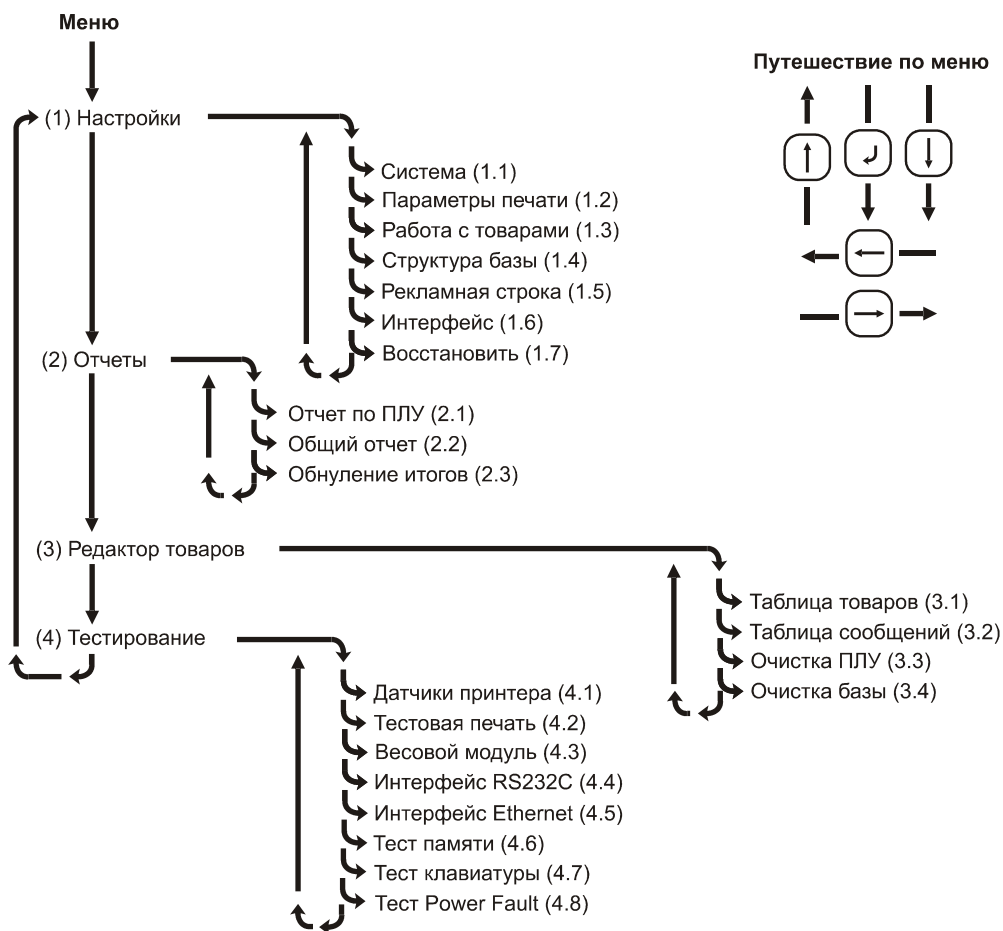 Меню
Путешествие по меню
(1) Настройки
Система (1.1)
Параметры печати (1.2)
Работа с товарами (1.3)
Структура базы (1.4)
Рекламная строка (1.5)
Интерфейс (1.6)
Восстановить (1.7)
(2) Отчеты
Отчет по ПЛУ (2.1)
Общий отчет (2.2)
Обнуление итогов (2.3)
(3) Редактор товаров
Таблица товаров (3.1)
Таблица сообщений (3.2)
Очистка ПЛУ (3.3)
Очистка базы (3.4)
(4) Тестирование
Датчики принтера (4.1)
Тестовая печать (4.2)
Весовой модуль (4.3)
Интерфейс RS232C (4.4)
Интерфейс Ethernet (4.5)
Тест памяти (4.6)
Тест клавиатуры (4.7)
Тест Power Fault (4.8)